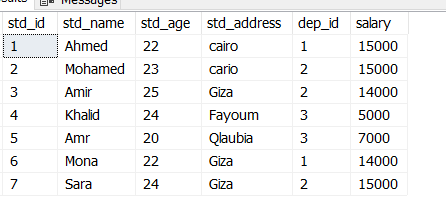 Messages
std_id std_name std_age std_address dep_id salary
1 Ahmed 22 cairo 1 15000
2 Mohamed 23 cario 2 15000
3 Amir 25 Giza 2 14000
4 Khalid 24 Fayoum 3 5000
5 Amr 20 Qlaubia 3 7000
6 Mona 22 Giza 1 14000
7 Sara 24 Giza 2 15000